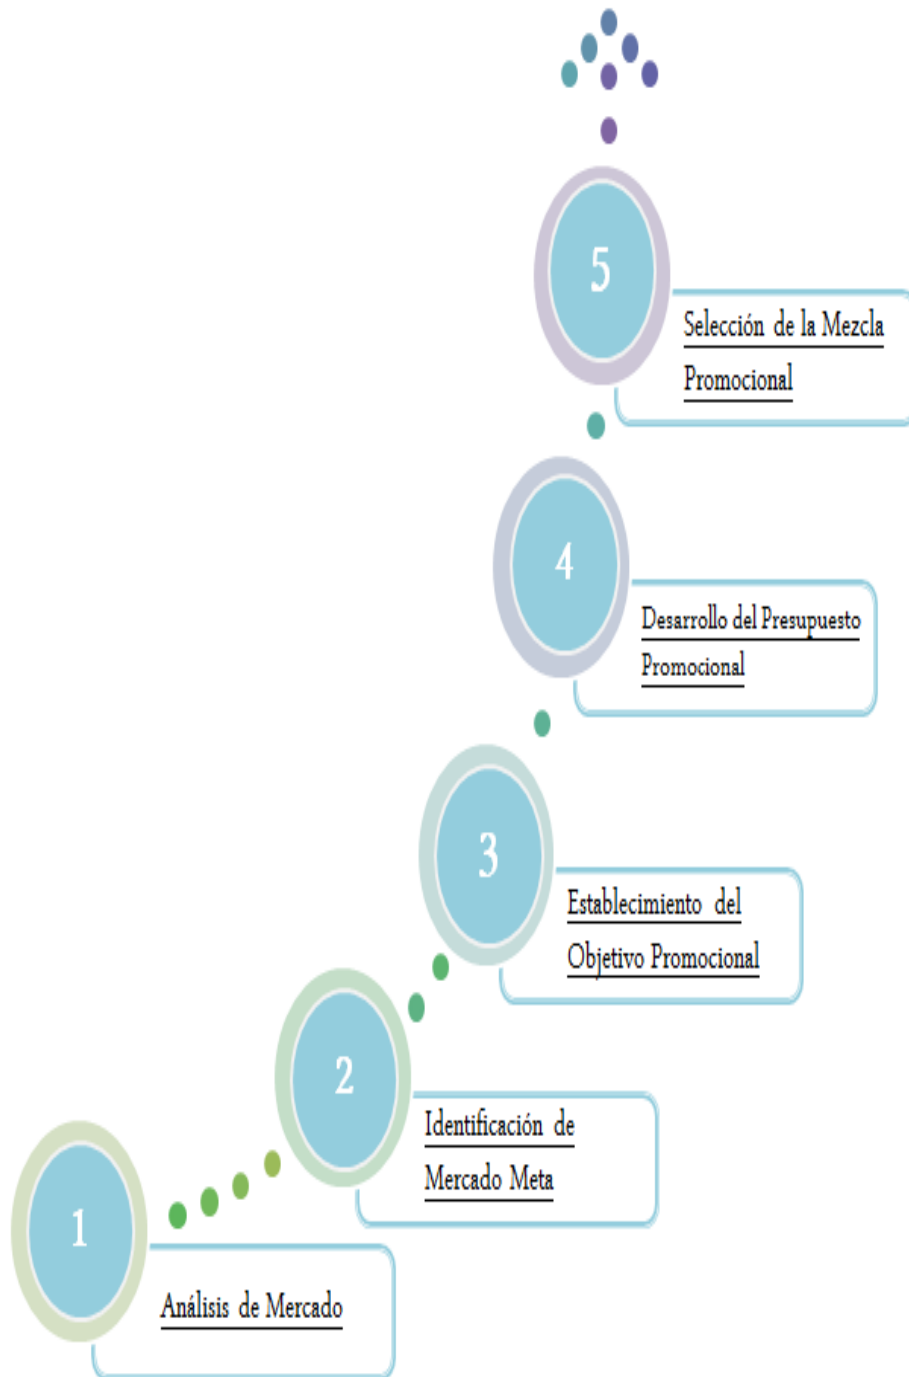 5
Selección de la Mezcla
Promocional
4
Desarrollo del Presupuesto
Promocional
3
Establecimiento del
Objetivo Promocional
2
Identificación de
Mercado Meta
1
Análisis de Mercado